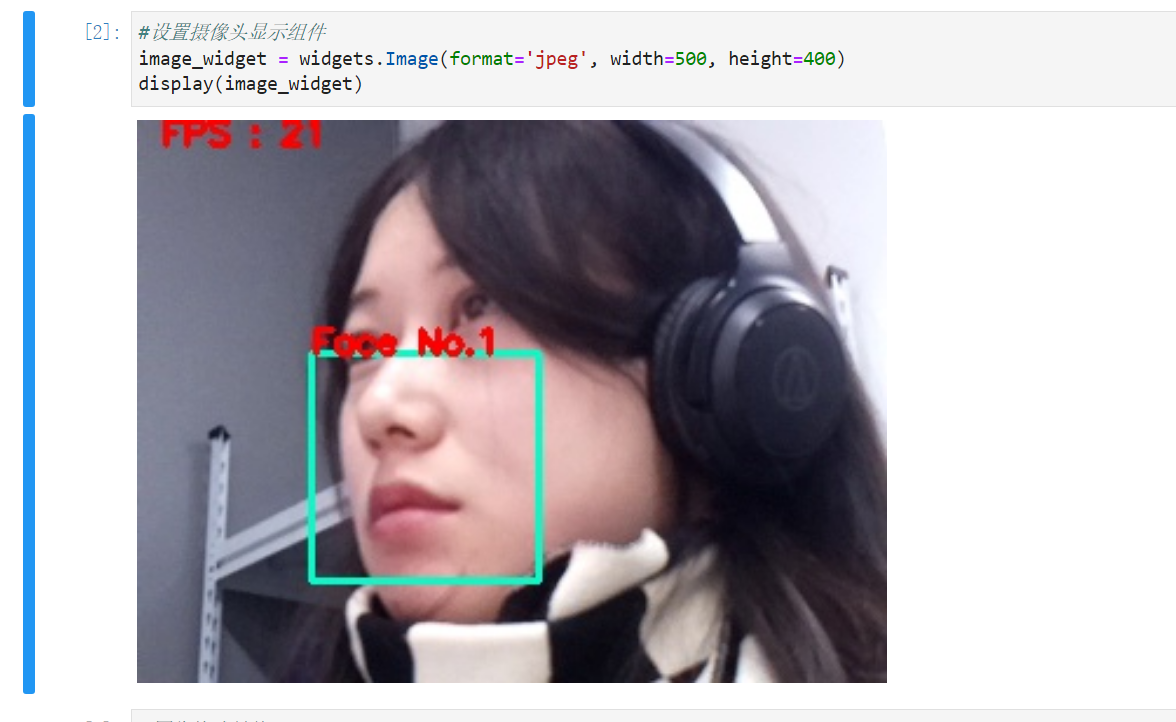 [2]:
#设置摄像头显示组件
image_widget = widgets.Image(format='jpeg', width=500, height=400)
display(image_widget)
FPS : 21
Face No.1